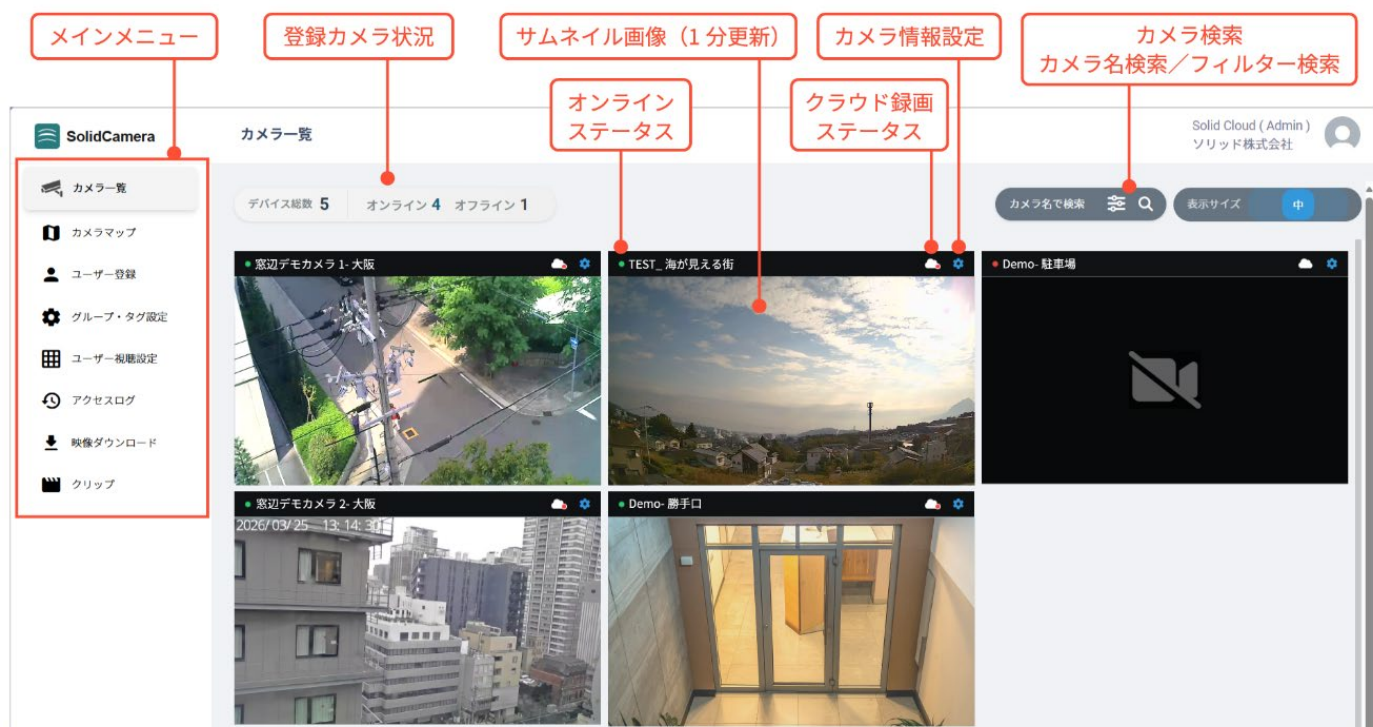 メインメニュー
登録カメラ状況
サムネイル画像（1 分更新）
カメラ情報設定
カメラ検索
カメラ名検索／フィルター検索
オンライン
ステータス
クラウド録画
ステータス
SolidCamera
カメラ一覧
Solid Cloud ( Admin )
ソリッド株式会社
カメラ一覧
カメラマップ
ユーザー登録
グループ・タグ設定
ユーザー視聴設定
アクセスログ
映像ダウンロード
クリップ
デバイス総数 5 オンライン 4 オフライン 1
カメラ名で検索
表示サイズ 中
窓辺デモカメラ 1- 大阪
TEST_ 海が見える街
Demo- 駐車場
窓辺デモカメラ 2- 大阪
2026/ 03/ 25 13: 14: 30
Demo- 勝手口